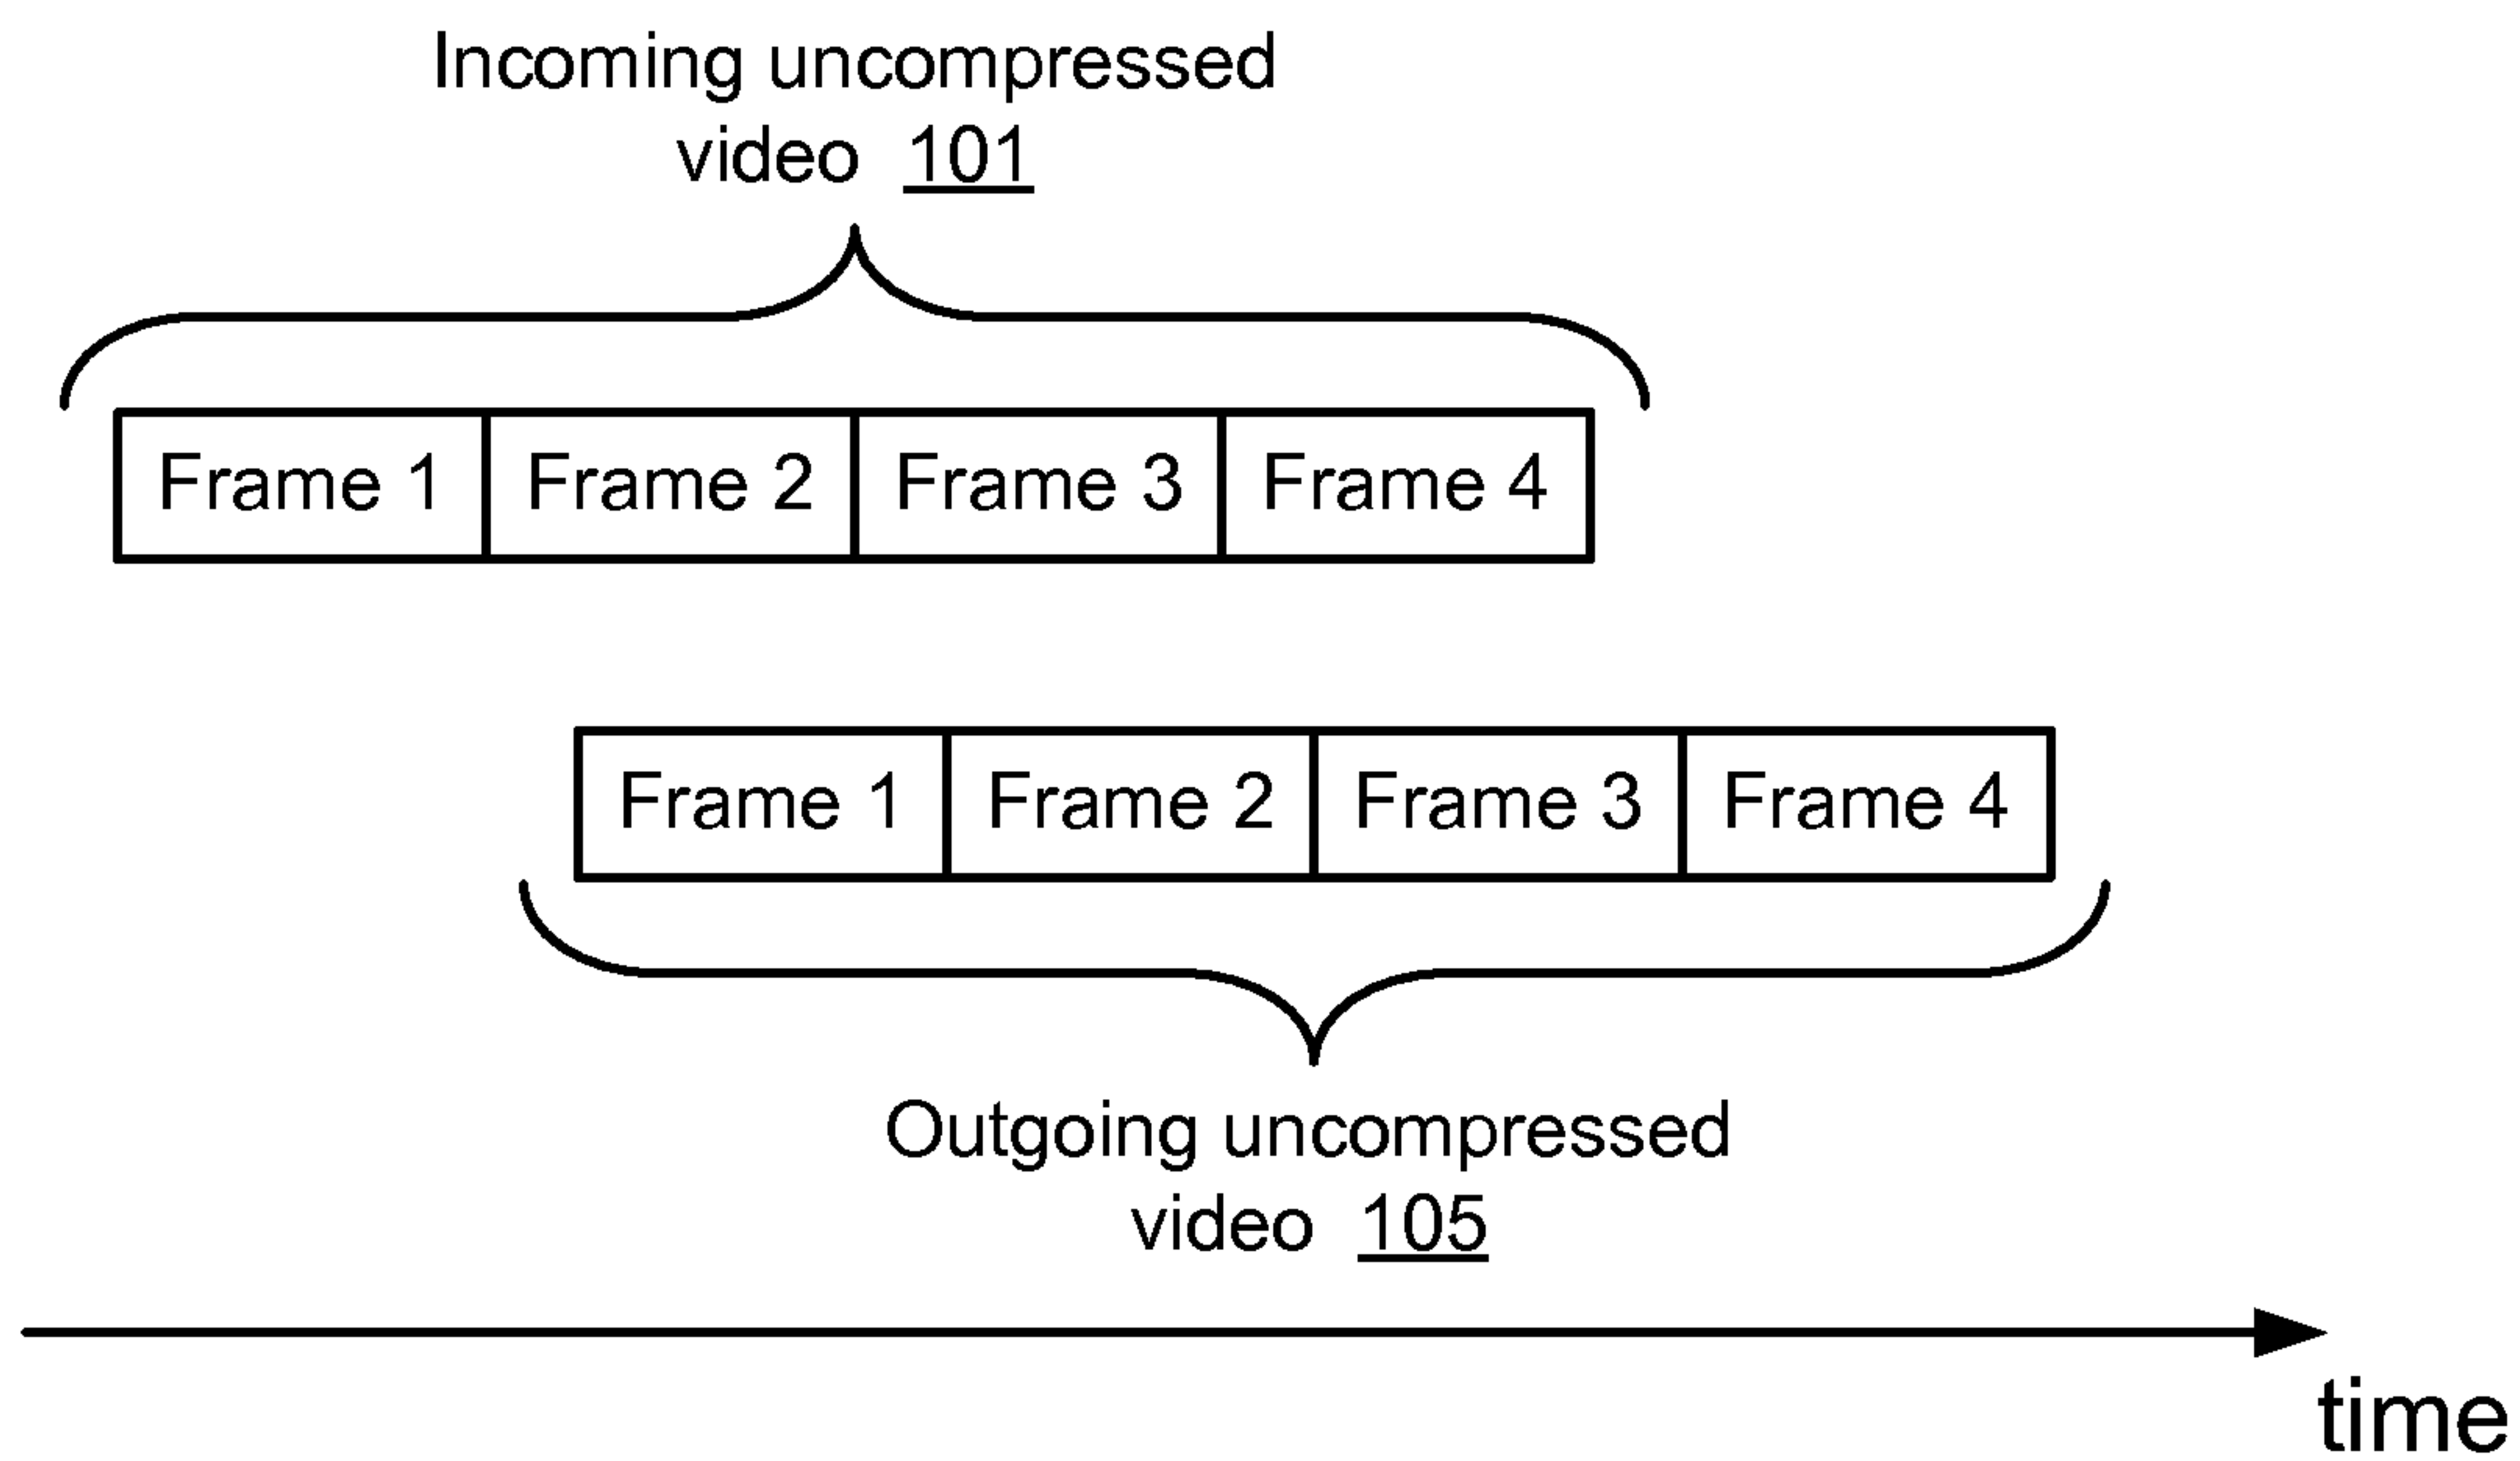 Incoming uncompressed
video 101
Frame 1 Frame 2 Frame 3 Frame 4
Frame 1 Frame 2 Frame 3 Frame 4
Outgoing uncompressed
video 105
time